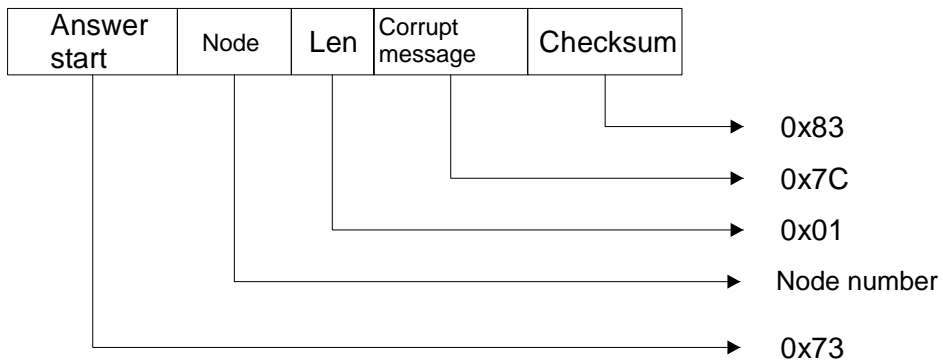 Answer
start
Node
Len
Corrupt
message
Checksum
0x83
0x7C
0x01
Node number
0x73